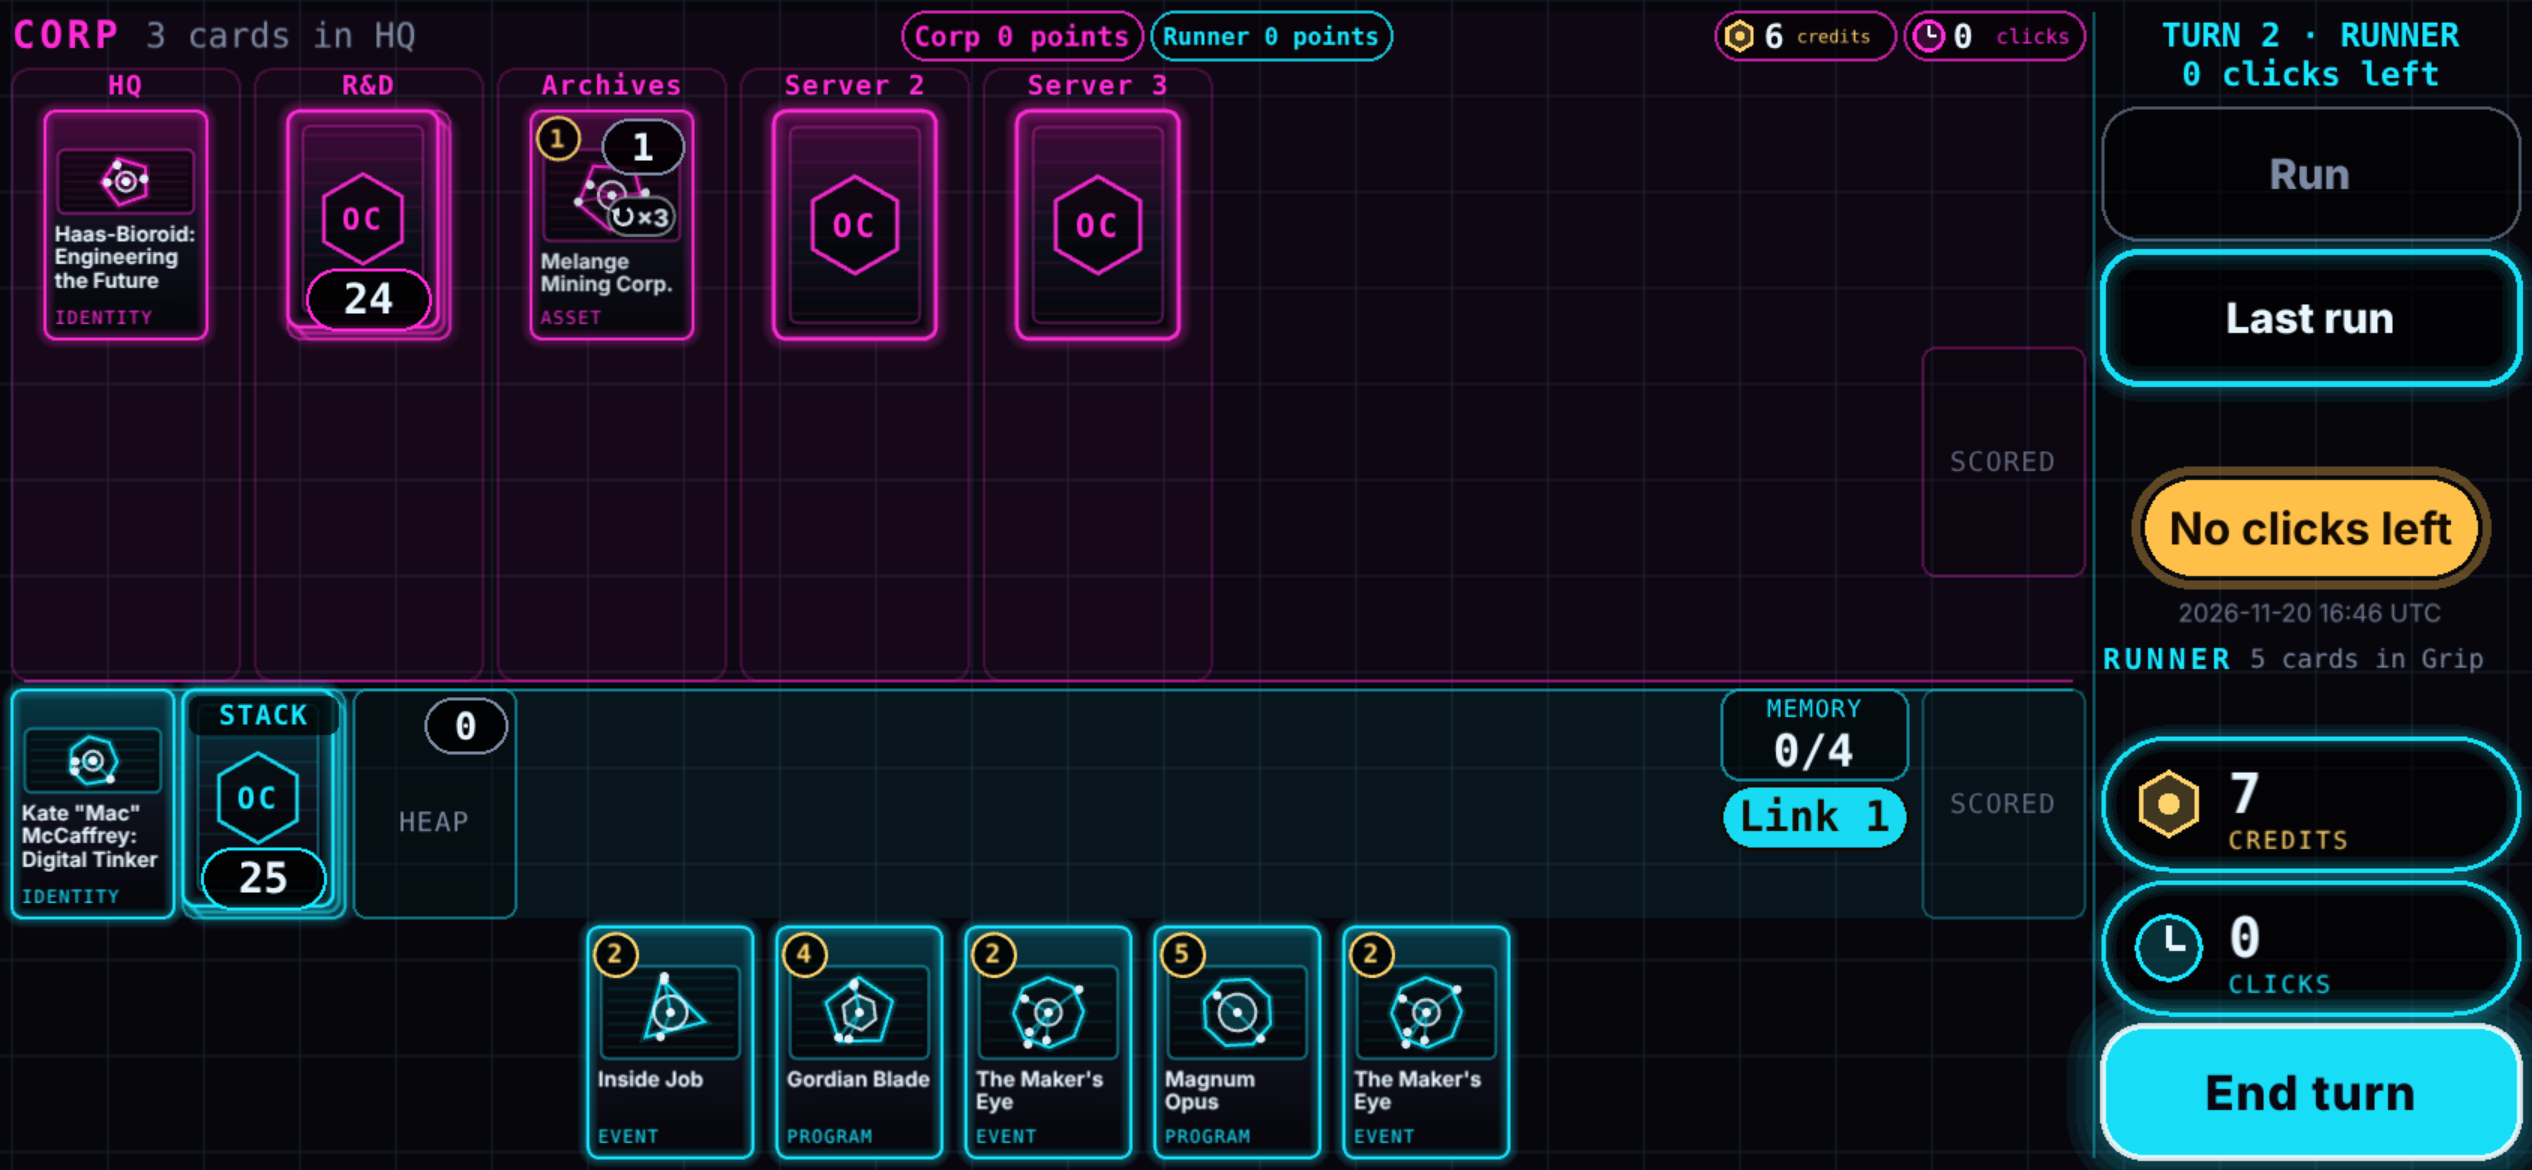 CORP 3 cards in HQ
Corp 0 points
Runner 0 points
6 credits
0 clicks
TURN 2 · RUNNER
0 clicks left
HQ
R&D
Archives
Server 2
Server 3
Haas-Bioroid:
Engineering
the Future
IDENTITY
OC
24
1
1
↻×3
Melange
Mining Corp.
ASSET
OC
OC
SCORED
Run
Last run
No clicks left
2026-11-20 16:46 UTC
RUNNER 5 cards in Grip
Kate "Mac"
McCaffrey:
Digital Tinker
IDENTITY
STACK
OC
25
0
HEAP
MEMORY
0/4
Link 1
SCORED
7
CREDITS
0
CLICKS
End turn
2
Inside Job
EVENT
4
Gordian Blade
PROGRAM
2
The Maker's
Eye
EVENT
5
Magnum
Opus
PROGRAM
2
The Maker's
Eye
EVENT